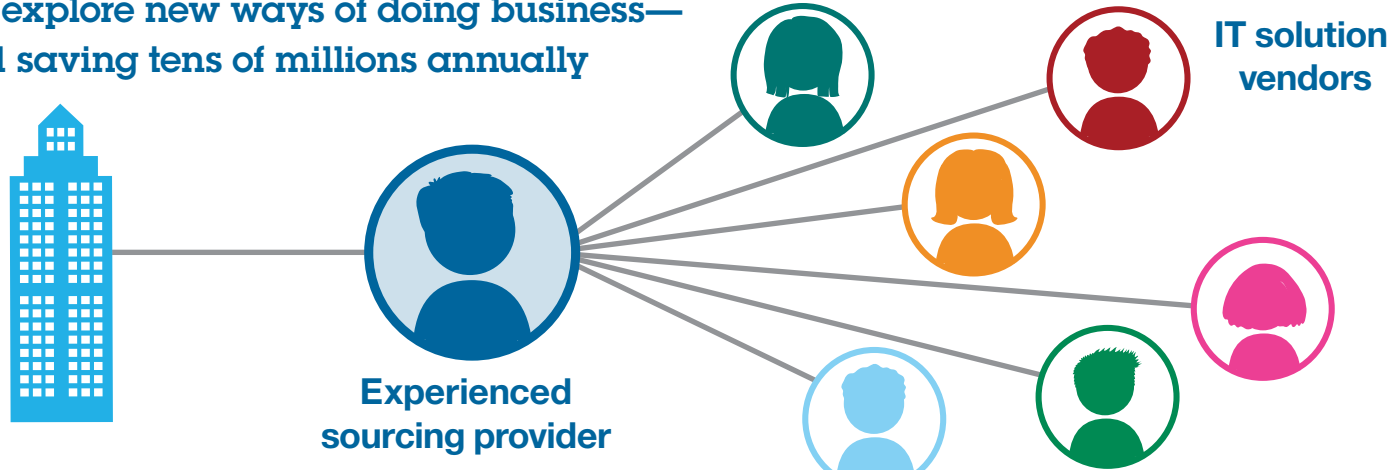 explore new ways of doing business—
saving tens of millions annually
IT solution
vendors
Experienced
sourcing provider